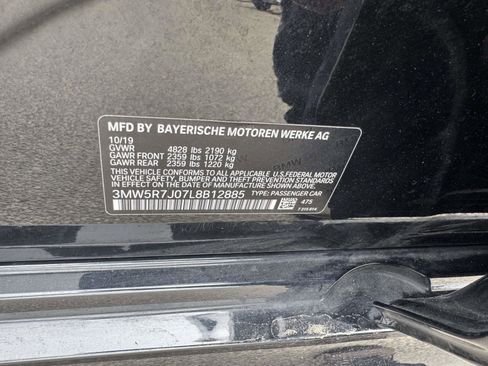 MFD BY BAYERISCHE MOTOREN WERKE AG
10/19
GVWR 4828 lbs 2190 kg
GAWR FRONT 2359 lbs 1072 kg
GAWR REAR 2359 lbs 1220 kg
THIS VEHICLE CONFORMS TO ALL APPLICABLE U.S. FEDERAL MOTOR
VEHICLE SAFETY, BUMPER AND THEFT PREVENTION STANDARDS
IN EFFECT ON THE DATE OF MANUFACTURE SHOWN ABOVE.
3MW5R7J07L8B12885 TYPE: PASSENGER CAR
475